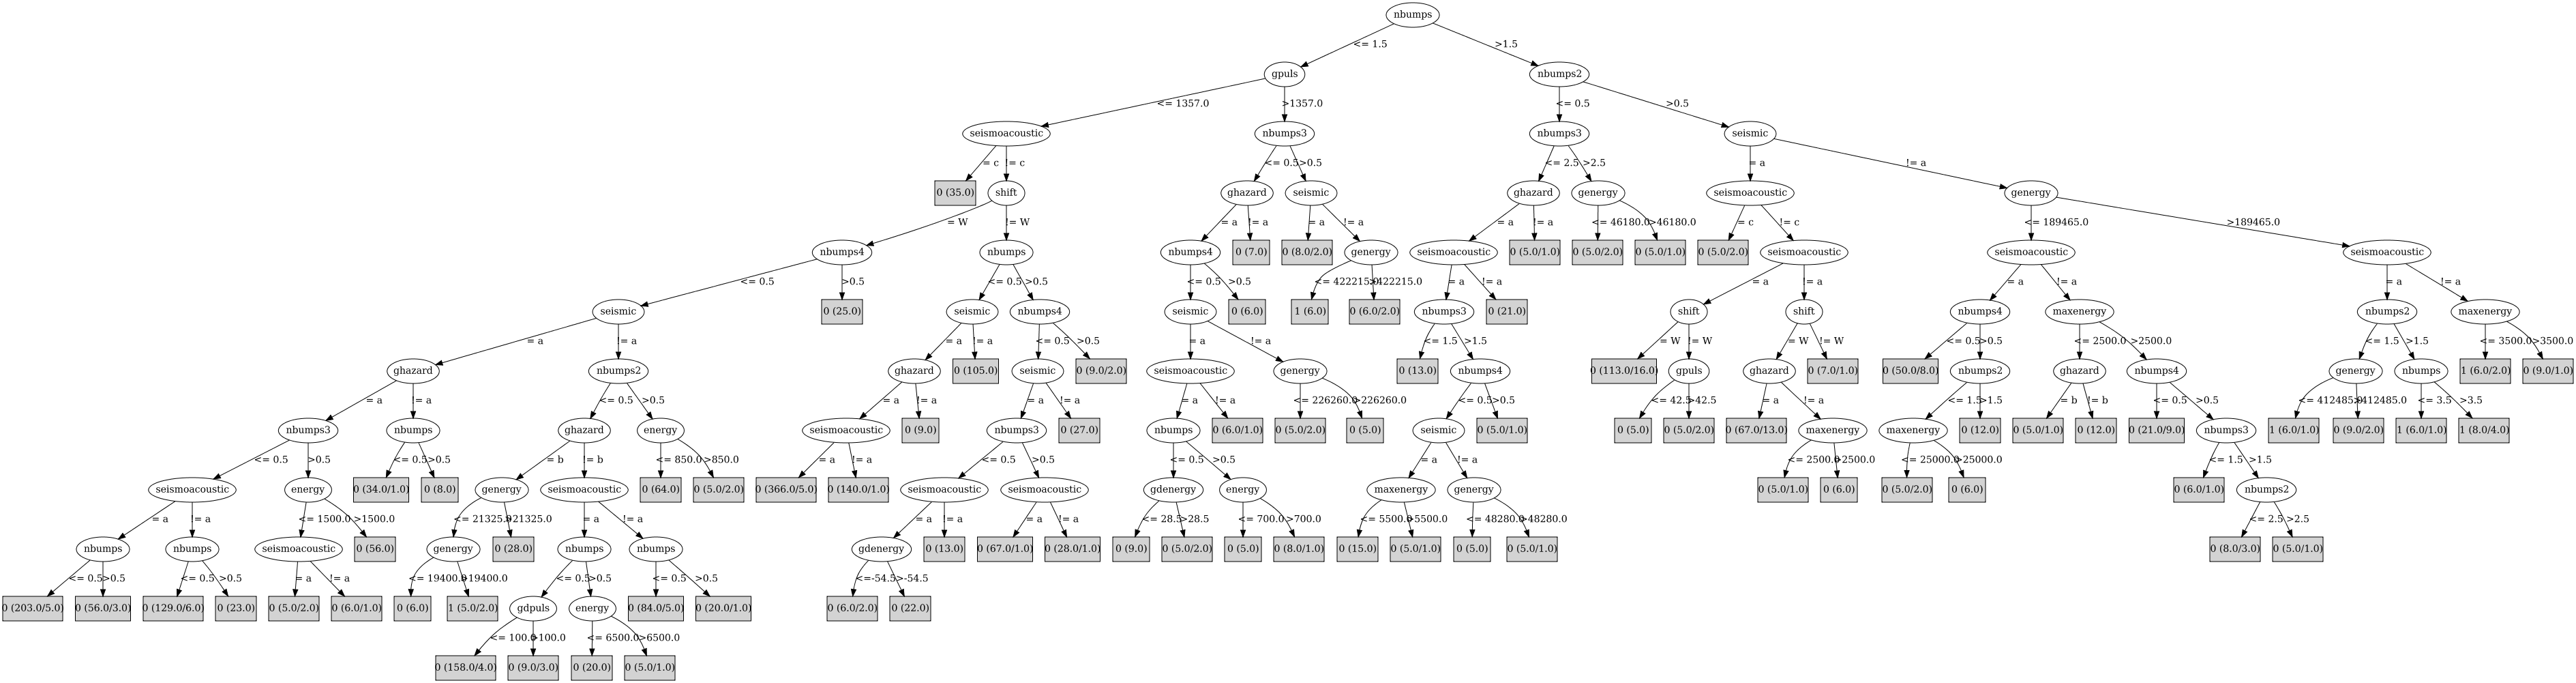 nbumps
<= 1.5 >1.5
gpuls nbumps2
<= 1357.0 >1357.0 <= 0.5 >0.5
seismoacoustic nbumps3 nbumps3 seismic
= c != c <= 0.5 >0.5 <= 2.5 >2.5 = a != a
0 (35.0) shift ghazard seismic ghazard genergy seismoacoustic genergy
= W != W = a != a = a != a = a != a <= 46180.0 >46180.0 = c != c <= 189465.0 >189465.0
nbumps4 nbumps nbumps4 0 (7.0) 0 (8.0/2.0) genergy seismoacoustic 0 (5.0/1.0) 0 (5.0/2.0) 0 (5.0/1.0) 0 (5.0/2.0) seismoacoustic seismoacoustic seismoacoustic
<= 0.5 >0.5 <= 0.5 >0.5 <= 0.5 >0.5 <= 422215.0 >422215.0 = a != a = a != a = a != a = a != a
seismic 0 (25.0) seismic nbumps4 seismic 0 (6.0) 1 (6.0) 0 (6.0/2.0) nbumps3 0 (21.0) shift shift nbumps4 maxenergy nbumps2 maxenergy
= a != a = a != a <= 0.5 >0.5 = a != a <= 1.5 >1.5 = W != W = W != W <= 0.5 >0.5 <= 2500.0 >2500.0 <= 1.5 >1.5 <= 3500.0 >3500.0
ghazard nbumps2 ghazard 0 (105.0) seismic 0 (9.0/2.0) seismoacoustic genergy 0 (13.0) nbumps4 0 (113.0/16.0) gpuls ghazard 0 (7.0/1.0) 0 (50.0/8.0) nbumps2 ghazard nbumps4 genergy nbumps 1 (6.0/2.0) 0 (9.0/1.0)
= a != a <= 0.5 >0.5 = a != a = a != a = a != a <= 226260.0 >226260.0 <= 0.5 >0.5 <= 42.5 >42.5 = a != a <= 1.5 >1.5 = b != b <= 0.5 >0.5 <= 412485.0 >412485.0 <= 3.5 >3.5
nbumps3 nbumps ghazard energy seismoacoustic 0 (9.0) nbumps3 0 (27.0) nbumps 0 (6.0/1.0) 0 (5.0/2.0) 0 (5.0) seismic 0 (5.0/1.0) 0 (5.0) 0 (5.0/2.0) 0 (67.0/13.0) maxenergy maxenergy 0 (12.0) 0 (5.0/1.0) 0 (12.0) 0 (21.0/9.0) nbumps3 1 (6.0/1.0) 0 (9.0/2.0) 1 (6.0/1.0) 1 (8.0/4.0)
<= 0.5 >0.5 <= 0.5 >0.5 = b != b <= 850.0 >850.0 = a != a <= 0.5 >0.5 <= 0.5 >0.5 = a != a <= 2500.0 >2500.0 <= 25000.0 >25000.0 <= 1.5 >1.5
seismoacoustic energy 0 (34.0/1.0) 0 (8.0) genergy seismoacoustic 0 (64.0) 0 (5.0/2.0) 0 (366.0/5.0) 0 (140.0/1.0) seismoacoustic seismoacoustic gdenergy energy maxenergy genergy 0 (5.0/1.0) 0 (6.0) 0 (5.0/2.0) 0 (6.0) 0 (6.0/1.0) nbumps2
= a != a <= 1500.0 >1500.0 <= 21325.0 >21325.0 = a != a = a != a = a != a <= 28.5 >28.5 <= 700.0 >700.0 <= 5500.0 >5500.0 <= 48280.0 >48280.0 <= 2.5 >2.5
nbumps nbumps seismoacoustic 0 (56.0) genergy 0 (28.0) nbumps nbumps gdenergy 0 (13.0) 0 (67.0/1.0) 0 (28.0/1.0) 0 (9.0) 0 (5.0/2.0) 0 (5.0) 0 (8.0/1.0) 0 (15.0) 0 (5.0/1.0) 0 (5.0) 0 (5.0/1.0) 0 (8.0/3.0) 0 (5.0/1.0)
<= 0.5 >0.5 <= 0.5 >0.5 = a != a <= 19400.0 >19400.0 <= 0.5 >0.5 <= 0.5 >0.5 <=-54.5 >-54.5
0 (203.0/5.0) 0 (56.0/3.0) 0 (129.0/6.0) 0 (23.0) 0 (5.0/2.0) 0 (6.0/1.0) 0 (6.0) 1 (5.0/2.0) gdpuls energy 0 (84.0/5.0) 0 (20.0/1.0) 0 (6.0/2.0) 0 (22.0)
<= 100.0 >100.0 <= 6500.0 >6500.0
0 (158.0/4.0) 0 (9.0/3.0) 0 (20.0) 0 (5.0/1.0)